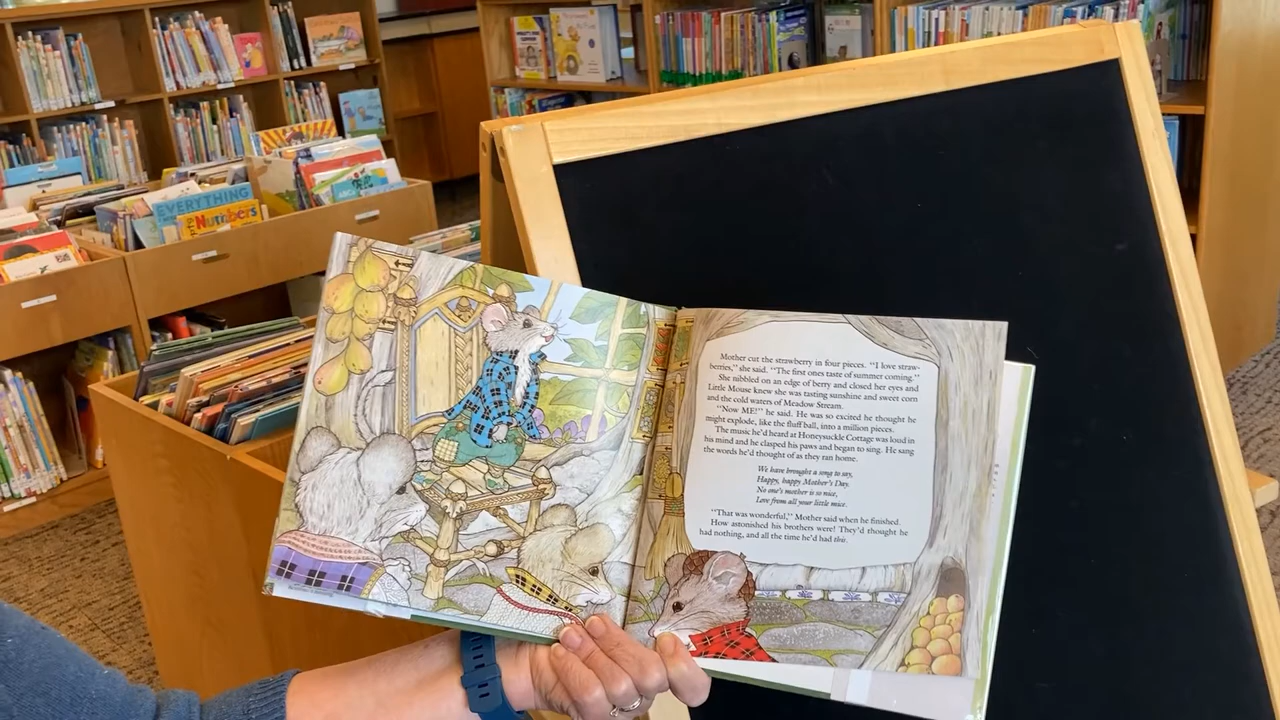 EVERYTHING
Numbers
Mother cut the strawberry in four pieces. "I love straw-
berries," she said. "The first ones taste of summer coming."
She nibbled on an edge of berry and closed her eyes and
Little Mouse knew she was tasting sunshine and sweet corn
and the cold waters of Meadow Stream.
"Now ME!" he said. He was so excited he thought he
might explode, like the fluff ball, into a million pieces.
The music he'd heard at Honeysuckle Cottage was loud in
his mind and he clasped his paws and began to sing. He sang
the words he'd thought of as they ran home.
We have brought a song to say,
Happy, happy Mother's Day.
No one's mother is so nice,
Love from all your little mice.
"That was wonderful," Mother said when he finished.
How astonished his brothers were! They'd thought he
had nothing, and all the time he'd had this.